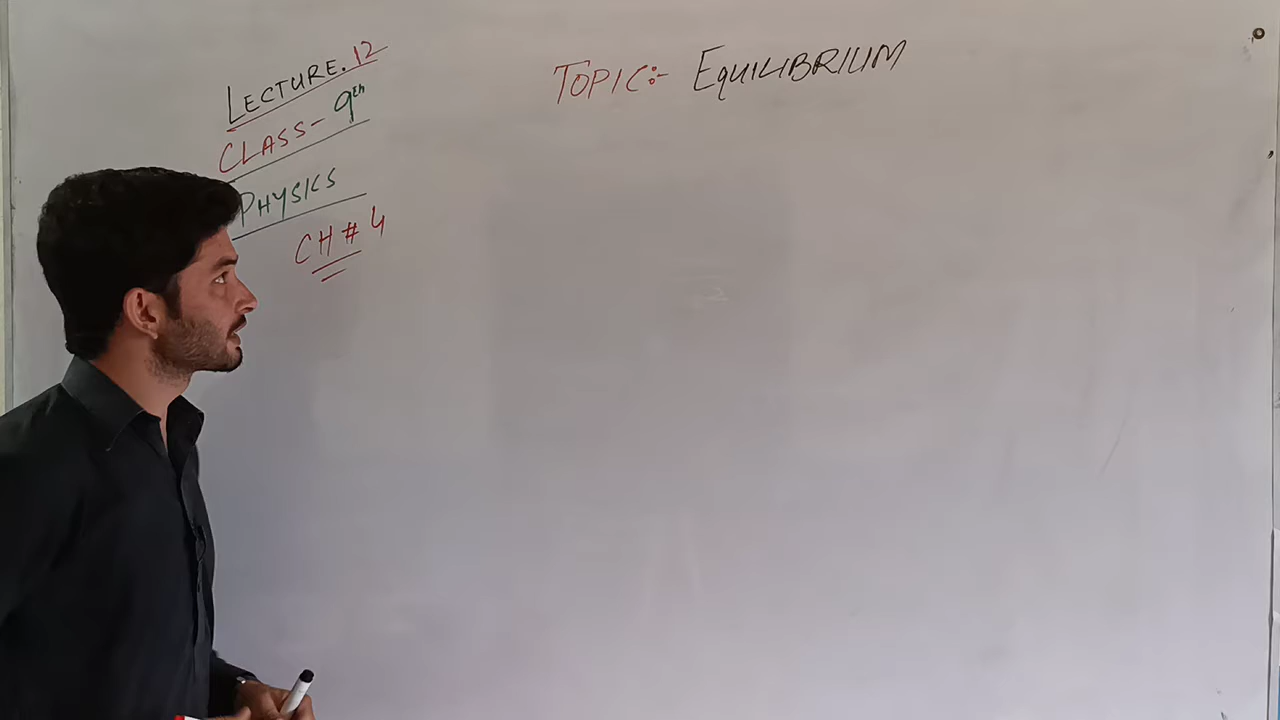 LECTURE.12
CLASS- 9th
PHYSICS
CH # 4
TOPIC:- EQUILIBRIUM